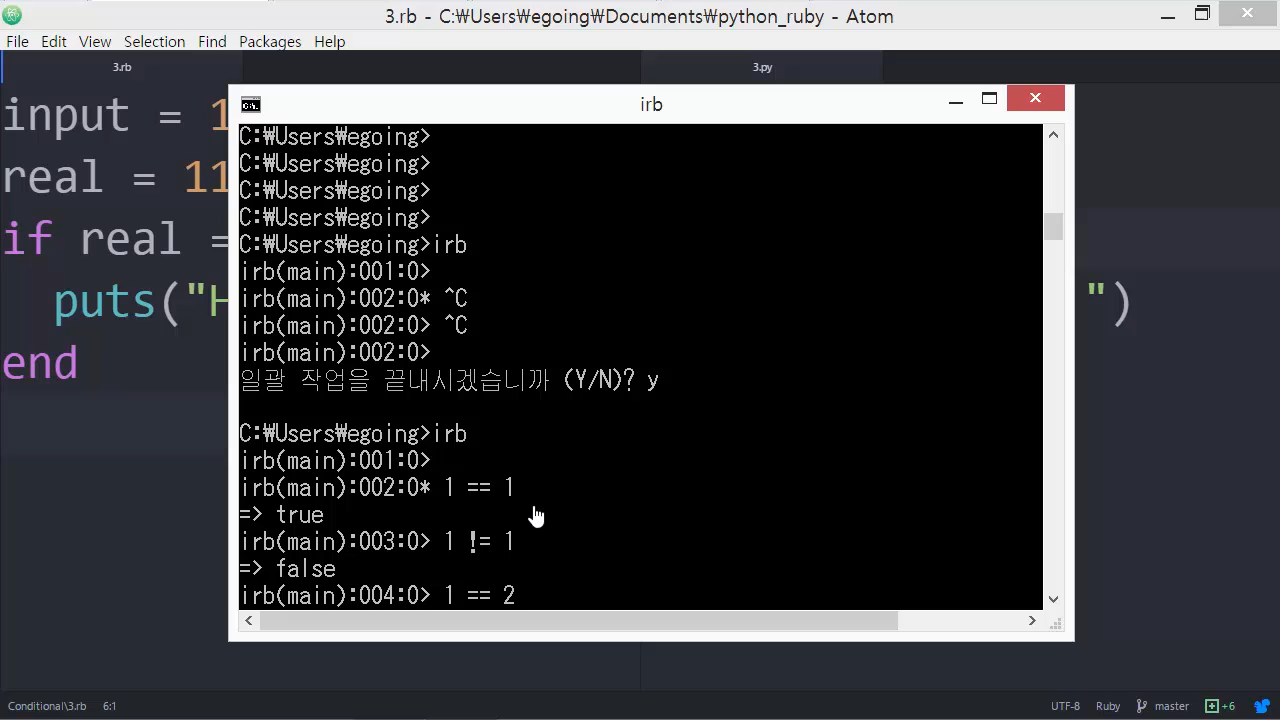 3.rb - C:₩Users₩egoing₩Documents₩python_ruby - Atom
File Edit View Selection Find Packages Help
3.rb
3.py
input = 1
real = 11
if real =
puts("H
")
end
irb
C:₩Users₩egoing>
C:₩Users₩egoing>
C:₩Users₩egoing>
C:₩Users₩egoing>
C:₩Users₩egoing>irb
irb(main):001:0>
irb(main):002:0* ^C
irb(main):002:0> ^C
irb(main):002:0>
일괄 작업을 끝내시겠습니까 (Y/N)? y
C:₩Users₩egoing>irb
irb(main):001:0>
irb(main):002:0* 1 == 1
=> true
irb(main):003:0> 1 != 1
=> false
irb(main):004:0> 1 == 2
Conditional\3.rb 6:1
UTF-8 Ruby master +6